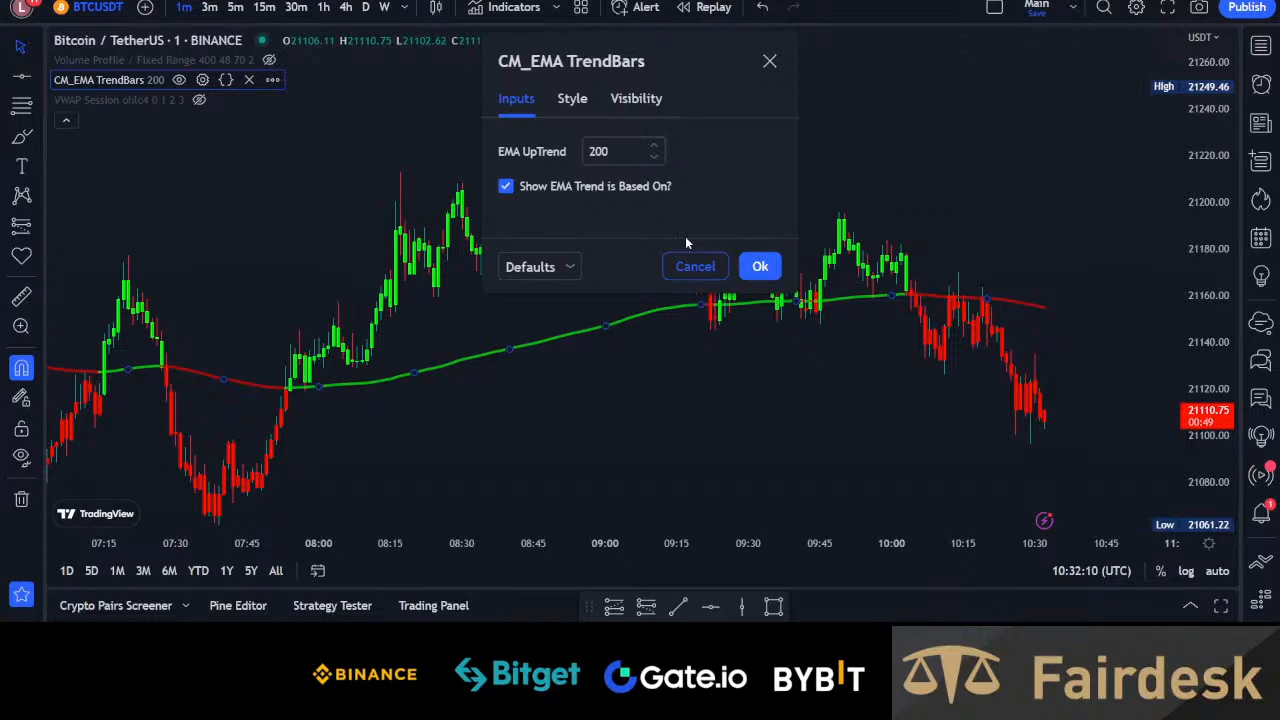 L
BTCUSDT
1m 3m 5m 15m 30m 1h 4h D W
Indicators
Alert
Replay
Main
Save
Publish
Bitcoin / TetherUS · 1 · BINANCE
O21106.11 H21110.75 L21102.62 C211
Volume Profile / Fixed Range 400 48 70 2
CM_EMA TrendBars 200
VWAP Session ohlc4 0 1 2 3
CM_EMA TrendBars
Inputs Style Visibility
EMA UpTrend 200
Show EMA Trend is Based On?
Defaults
Cancel
Ok
USDT
21260.00
High 21249.46
21240.00
21220.00
21200.00
21180.00
21160.00
21140.00
21120.00
21110.75
00:49
21100.00
21080.00
Low 21061.22
TradingView
07:15 07:30 07:45 08:00 08:15 08:30 08:45 09:00 09:15 09:30 09:45 10:00 10:15 10:30 10:45 11:
1D 5D 1M 3M 6M YTD 1Y 5Y All
10:32:10 (UTC) % log auto
Crypto Pairs Screener Pine Editor Strategy Tester Trading Panel
1
BINANCE Bitget Gate.io BYBIT Fairdesk